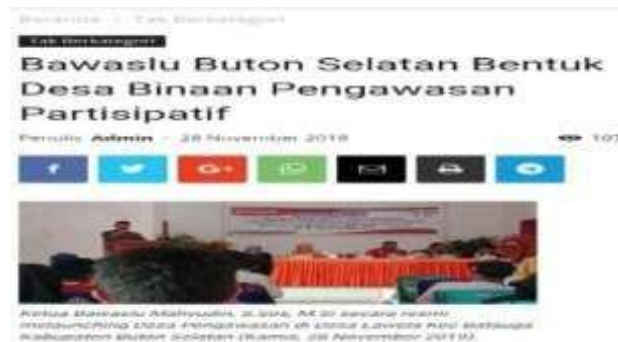 Beranda › Tak Berkategori
Tak Berkategori
Bawaslu Buton Selatan Bentuk
Desa Binaan Pengawasan
Partisipatif
Penulis Admin - 28 November 2019
Ketua Bawaslu Mahyudin, S.Sos, M.Si secara resmi
melaunching Desa Pengawasan di Desa Lawela Kec Batauga
Kabupaten Buton Selatan (Kamis, 28 November 2019).